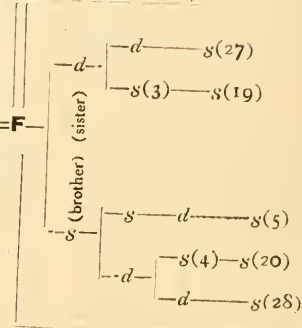 d s(27)
d
s(3) s(19)
=F
(brother) (sister)
s d s(5)
s
s(4) s(20)
d
d s(28)